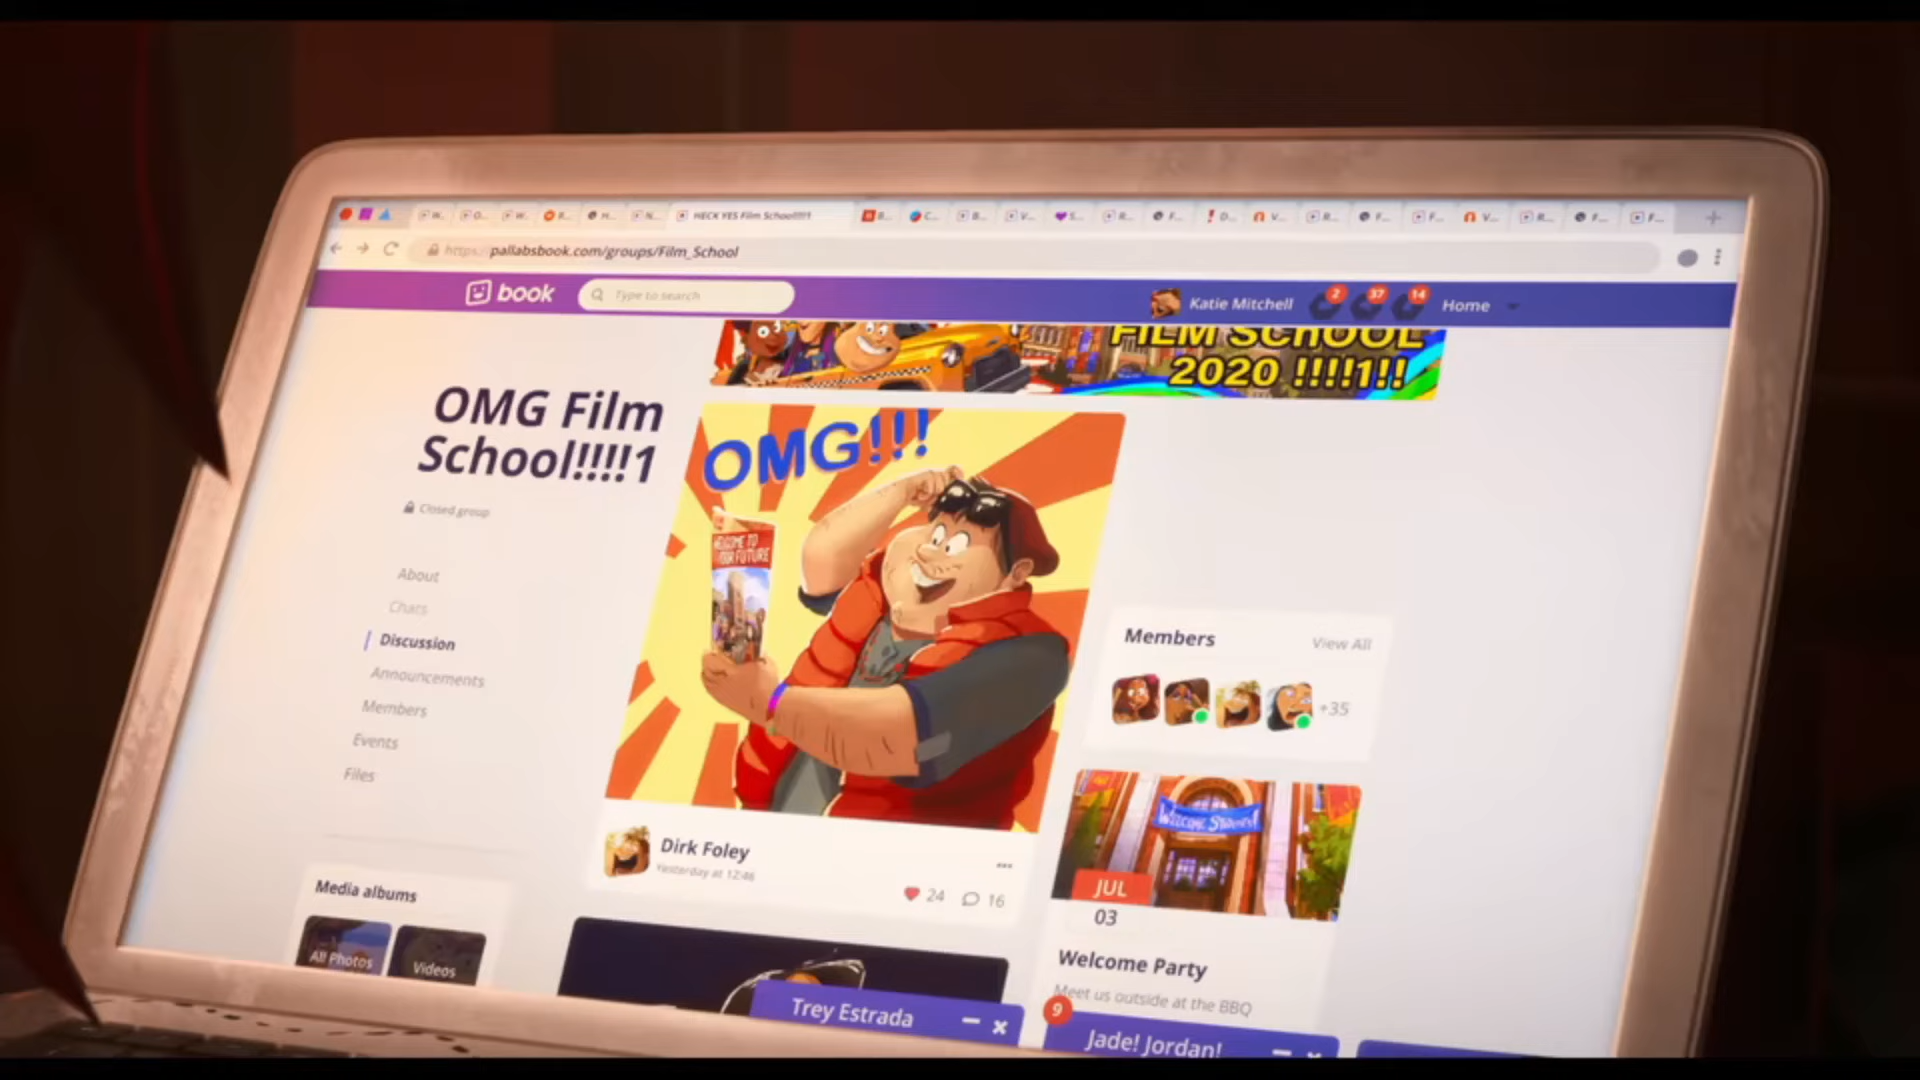 HECK YES Film School!!!!1
https://pallabsbook.com/groups/Film_School
book
Type to search
Katie Mitchell
2
37
14
Home
FILM SCHOOL
2020 !!!!1!!
OMG Film
School!!!!1
Closed group
About
Chats
Discussion
Announcements
Members
Events
Files
Media albums
All Photos
Videos
OMG!!!
WELCOME TO
YOUR FUTURE
Dirk Foley
Yesterday at 12:46
24
16
Members
View All
+35
WELCOME STUDENTS!
JUL
03
Welcome Party
Meet us outside at the BBQ
Trey Estrada
9
Jade! Jordan!